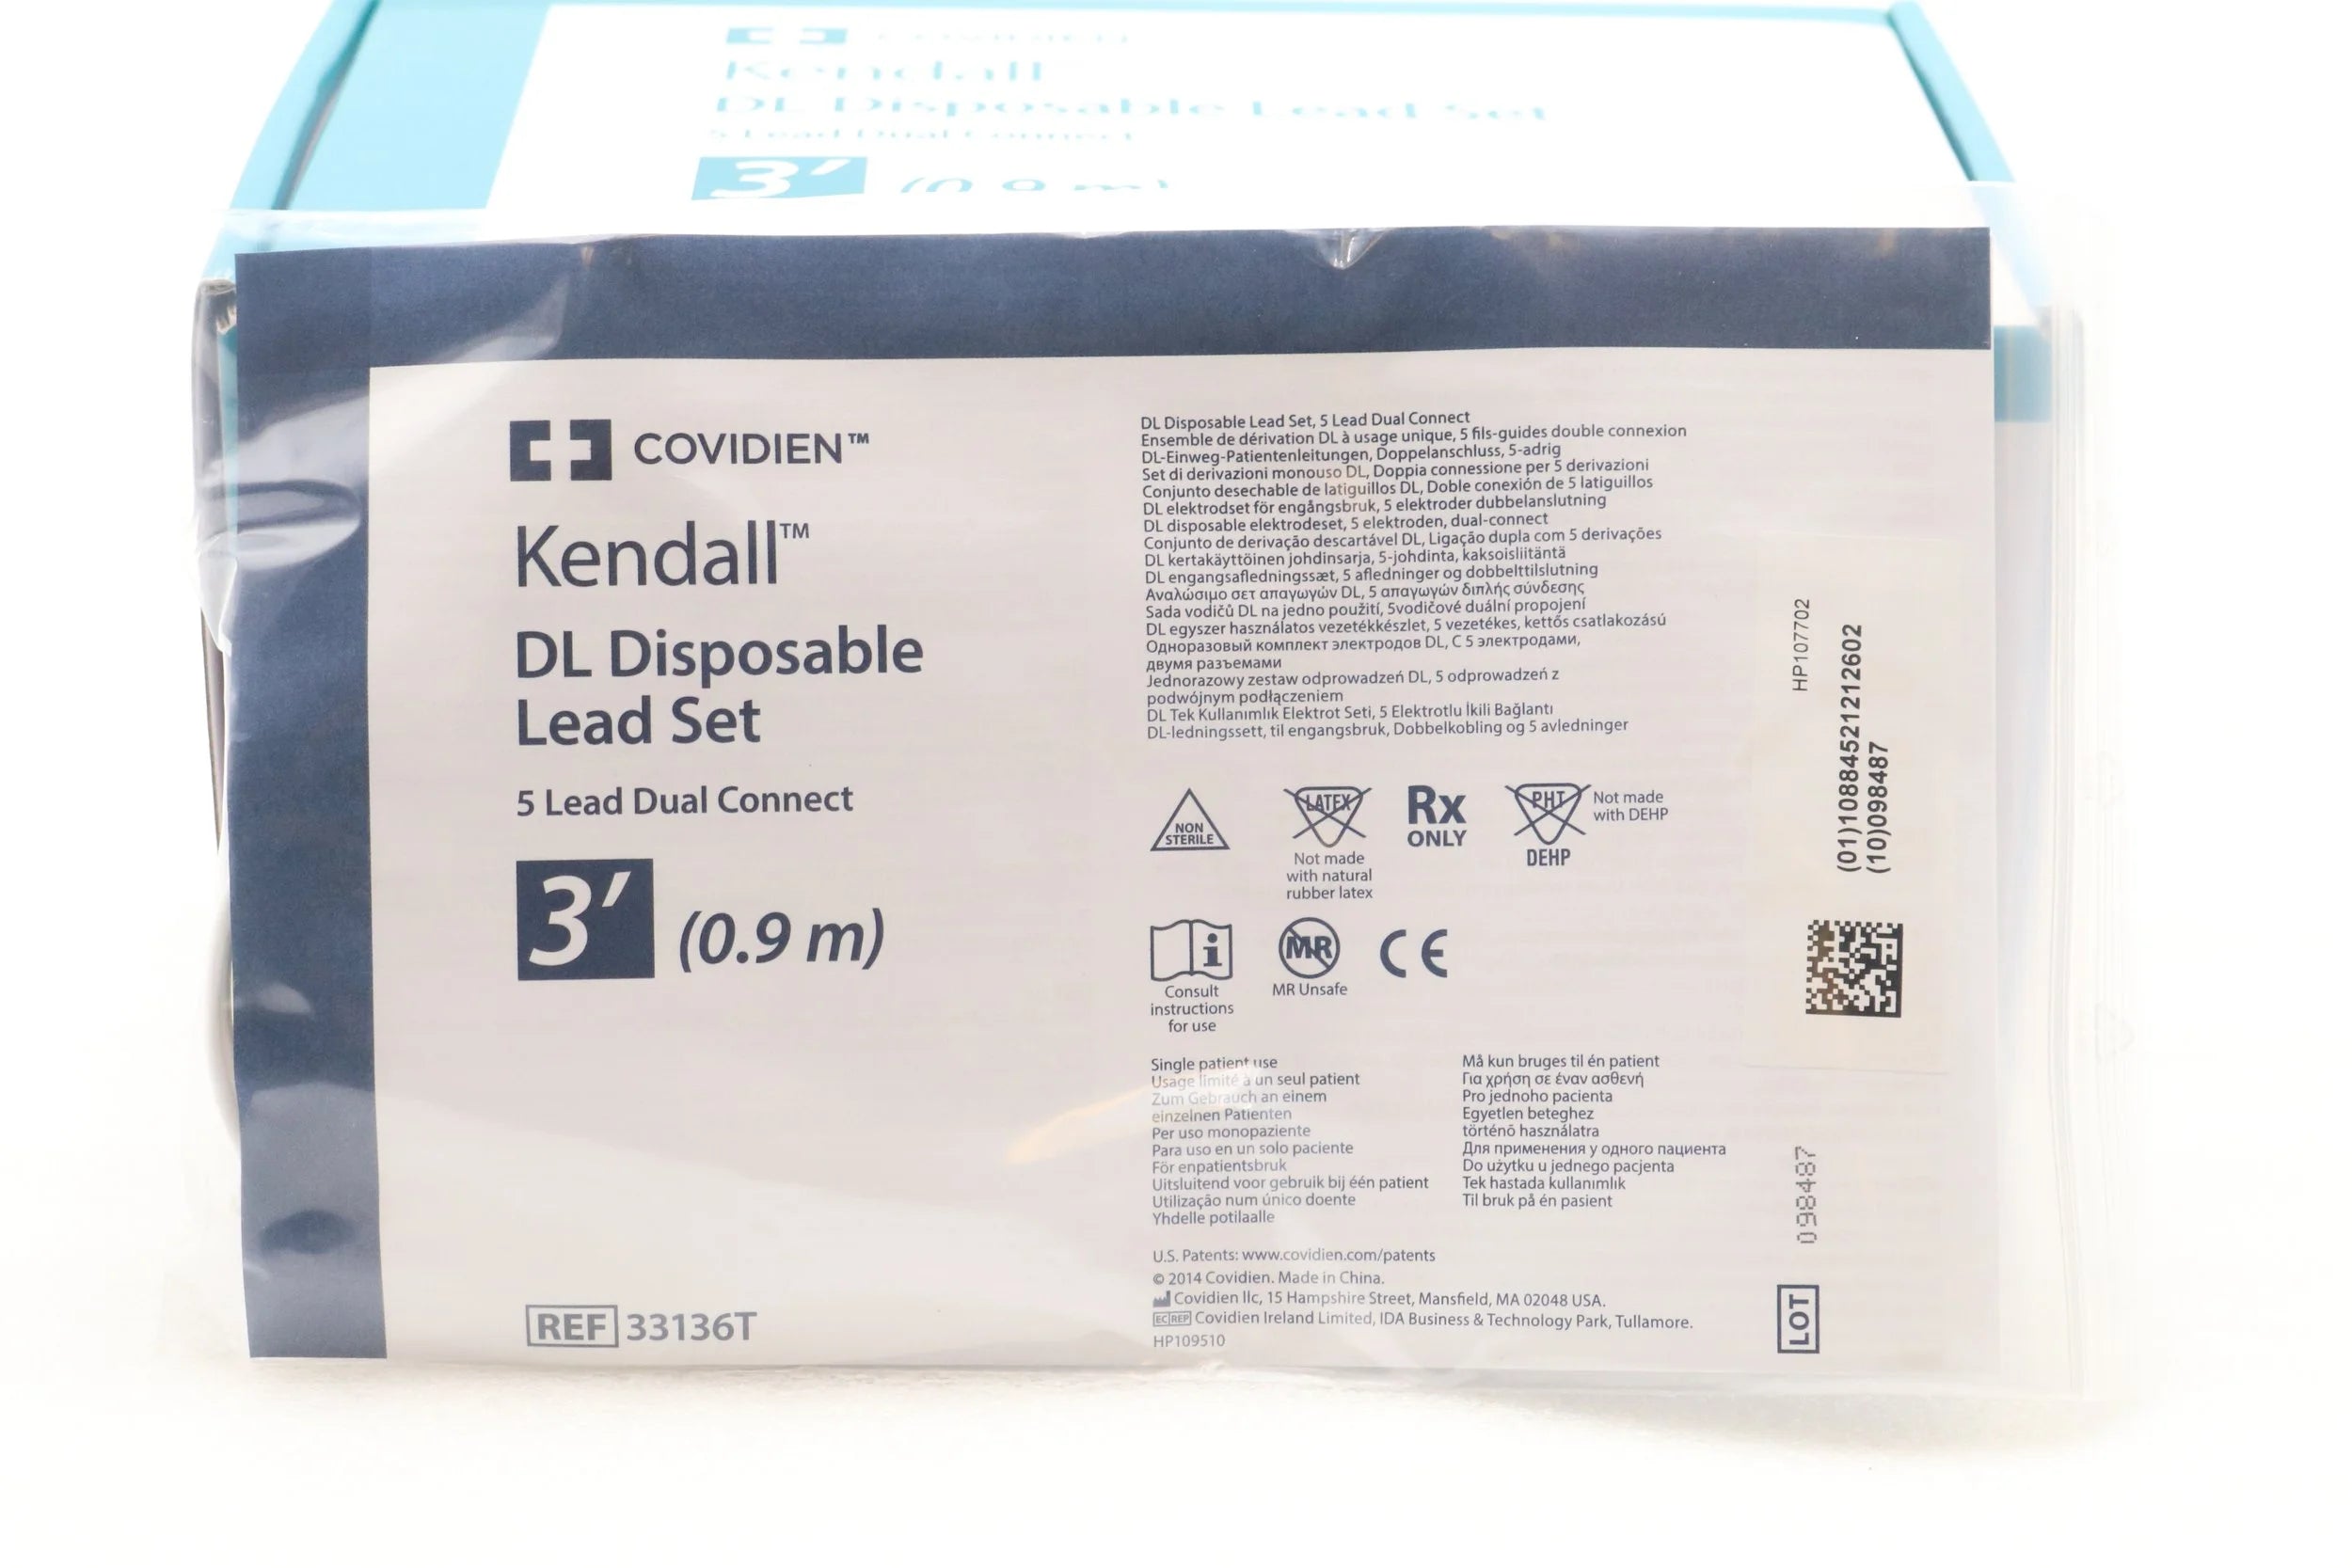 COVIDIEN
Kendall
DL Disposable Lead Set
5 Lead Dual Connect
3′ (0.9 m)
COVIDIEN™
Kendall™
DL Disposable
Lead Set
5 Lead Dual Connect
3′ (0.9 m)
REF 33136T
DL Disposable Lead Set, 5 Lead Dual Connect
Ensemble de dérivation DL à usage unique, 5 fils-guides double connexion
DL-Einweg-Patientenleitungen, Doppelanschluss, 5-adrig
Set di derivazioni monouso DL, Doppia connessione per 5 derivazioni
Conjunto desechable de latiguillos DL, Doble conexión de 5 latiguillos
DL elektrodset för engångsbruk, 5 elektroder dubbelanslutning
DL disposable elektrodeset, 5 elektroden, dual-connect
Conjunto de derivação descartável DL, Ligação dupla com 5 derivações
DL kertakäyttöinen johdinsarja, 5-johdinta, kaksoisliitäntä
DL engangsafledningssæt, 5 afledninger og dobbelttilslutning
Αναλώσιμο σετ απαγωγών DL, 5 απαγωγών διπλής σύνδεσης
Sada vodičů DL na jedno použití, 5vodičové duální propojení
DL egyszer használatos vezetékkészlet, 5 vezetékes, kettős csatlakozású
Одноразовый комплект электродов DL, С 5 электродами,
двумя разъемами
Jednorazowy zestaw odprowadzeń DL, 5 odprowadzeń z
podwójnym podłączeniem
DL Tek Kullanımlık Elektrot Seti, 5 Elektrotlu İkili Bağlantı
DL-ledningssett, til engangsbruk, Dobbelkobling og 5 avledninger
NON
STERILE
LATEX
Not made
with natural
rubber latex
Rx
ONLY
PHT
DEHP
Not made
with DEHP
Consult
instructions
for use
MR
MR Unsafe
CE
Single patient use
Usage limité à un seul patient
Zum Gebrauch an einem
einzelnen Patienten
Per uso monopaziente
Para uso en un solo paciente
För enpatientsbruk
Uitsluitend voor gebruik bij één patient
Utilização num único doente
Yhdelle potilaalle
Må kun bruges til én patient
Για χρήση σε έναν ασθενή
Pro jednoho pacienta
Egyetlen beteghez
történő használatra
Для применения у одного пациента
Do użytku u jednego pacjenta
Tek hastada kullanımlık
Til bruk på én pasient
U.S. Patents: www.covidien.com/patents
© 2014 Covidien. Made in China.
Covidien llc, 15 Hampshire Street, Mansfield, MA 02048 USA.
EC REP Covidien Ireland Limited, IDA Business & Technology Park, Tullamore.
HP109510
HP107702
(01)10884521212602
(10)098487
LOT 098487